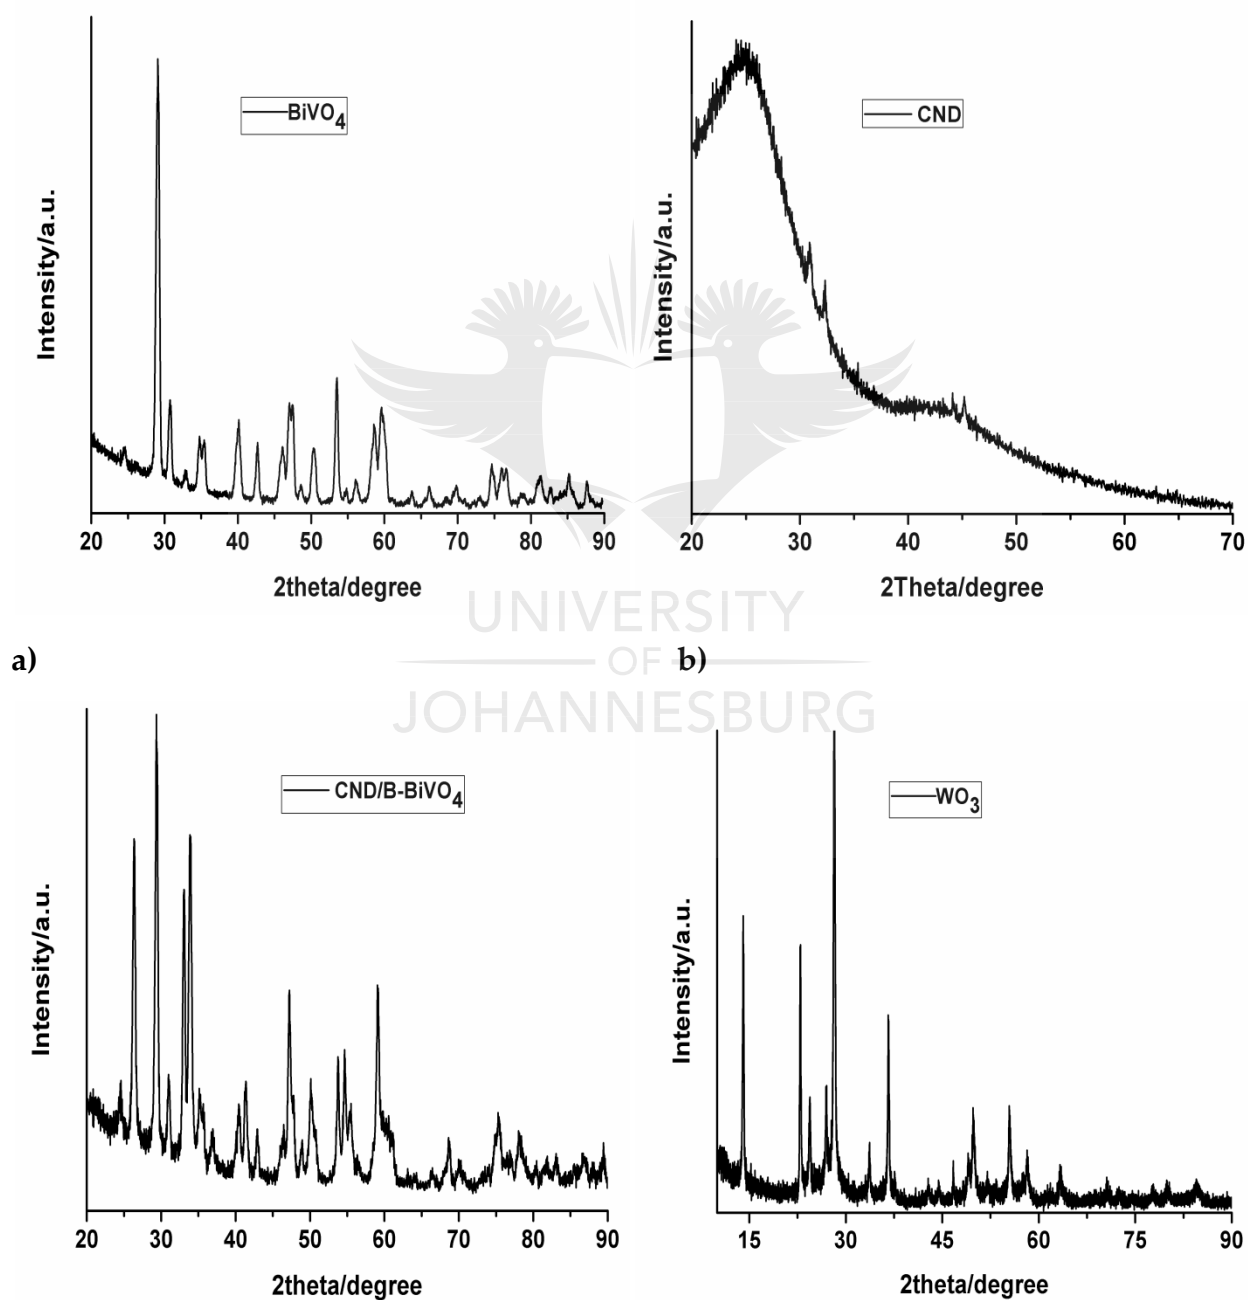 BiVO4
Intensity/a.u.
20 30 40 50 60 70 80 90
2theta/degree
CND
Intensity/a.u.
20 30 40 50 60 70
2Theta/degree
UNIVERSITY
OF
JOHANNESBURG
a)
b)
CND/B-BiVO4
Intensity/a.u.
20 30 40 50 60 70 80 90
2theta/degree
WO3
Intensity/a.u.
15 30 45 60 75 90
2theta/degree